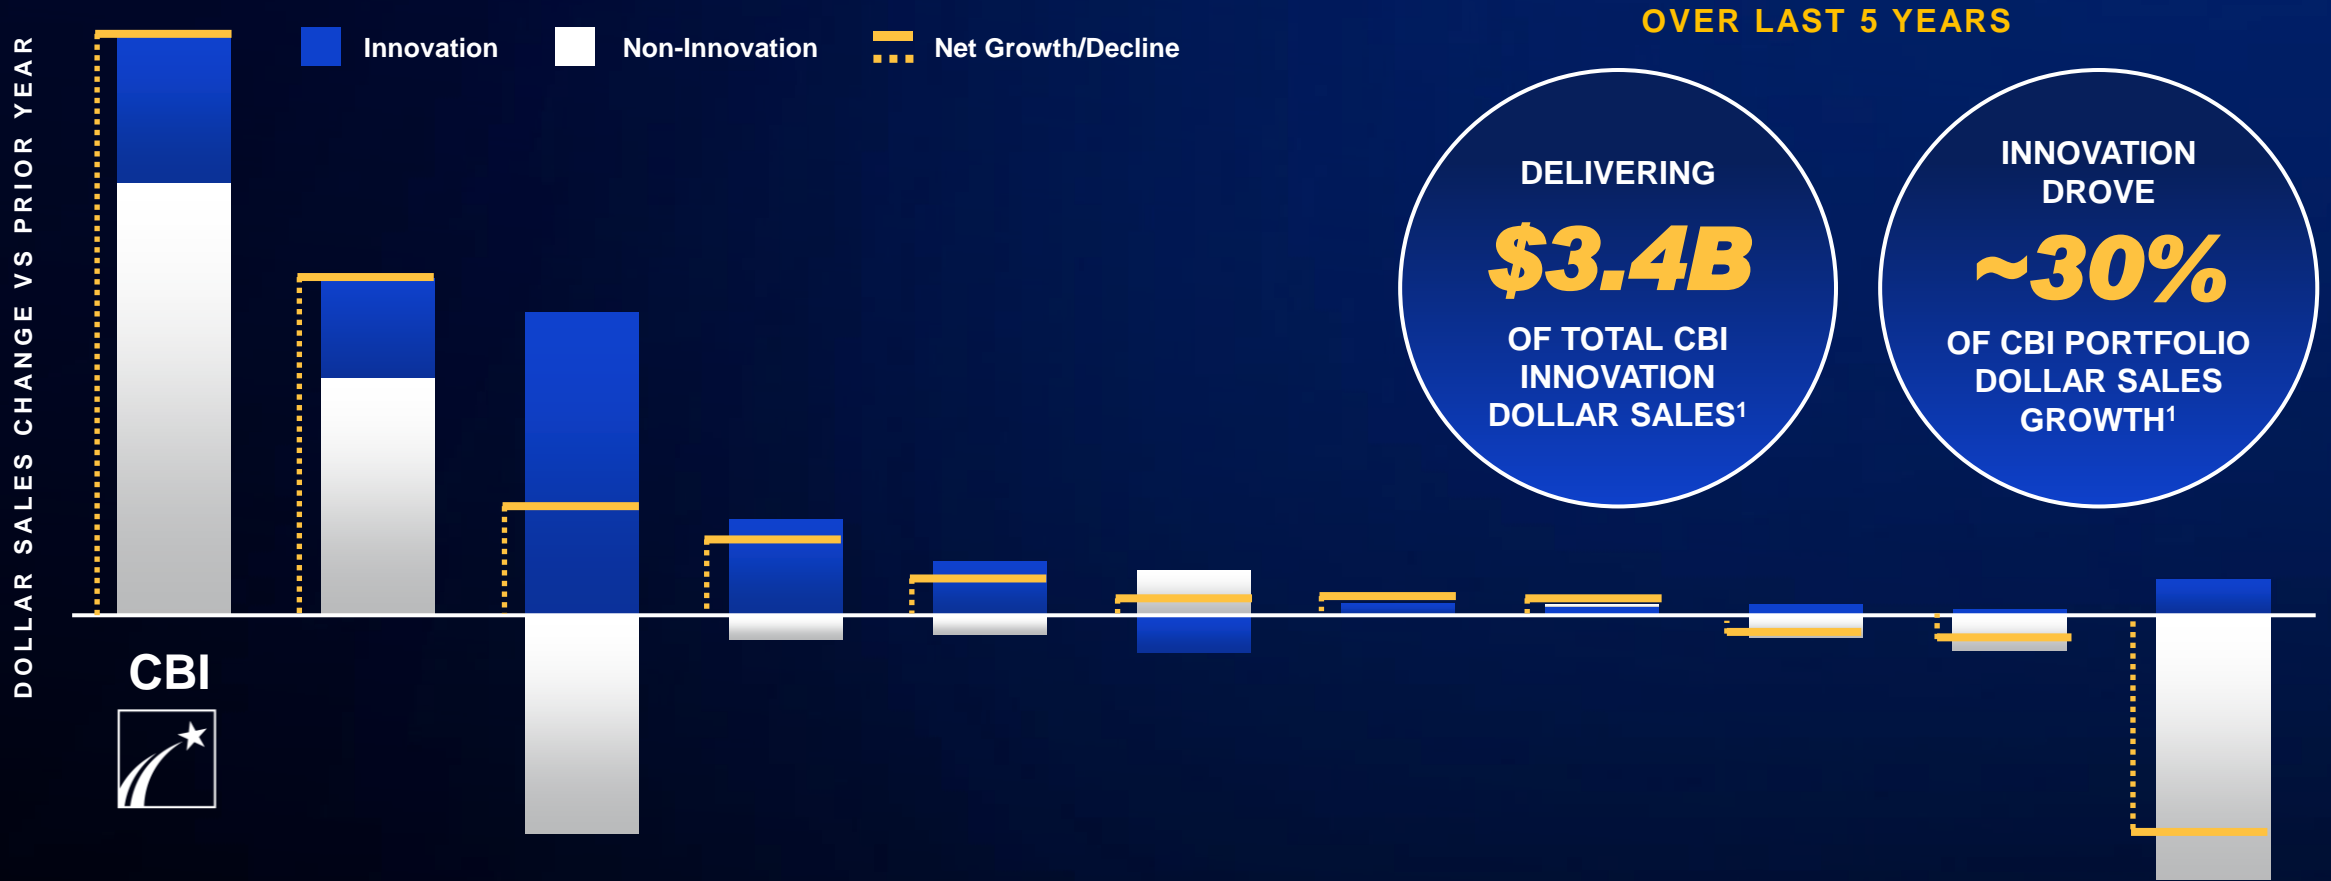 DOLLAR SALES CHANGE VS PRIOR YEAR
Innovation
Non-Innovation
Net Growth/Decline
OVER LAST 5 YEARS
DELIVERING
$3.4B
OF TOTAL CBI
INNOVATION
DOLLAR SALES¹
INNOVATION
DROVE
~30%
OF CBI PORTFOLIO
DOLLAR SALES
GROWTH¹
CBI